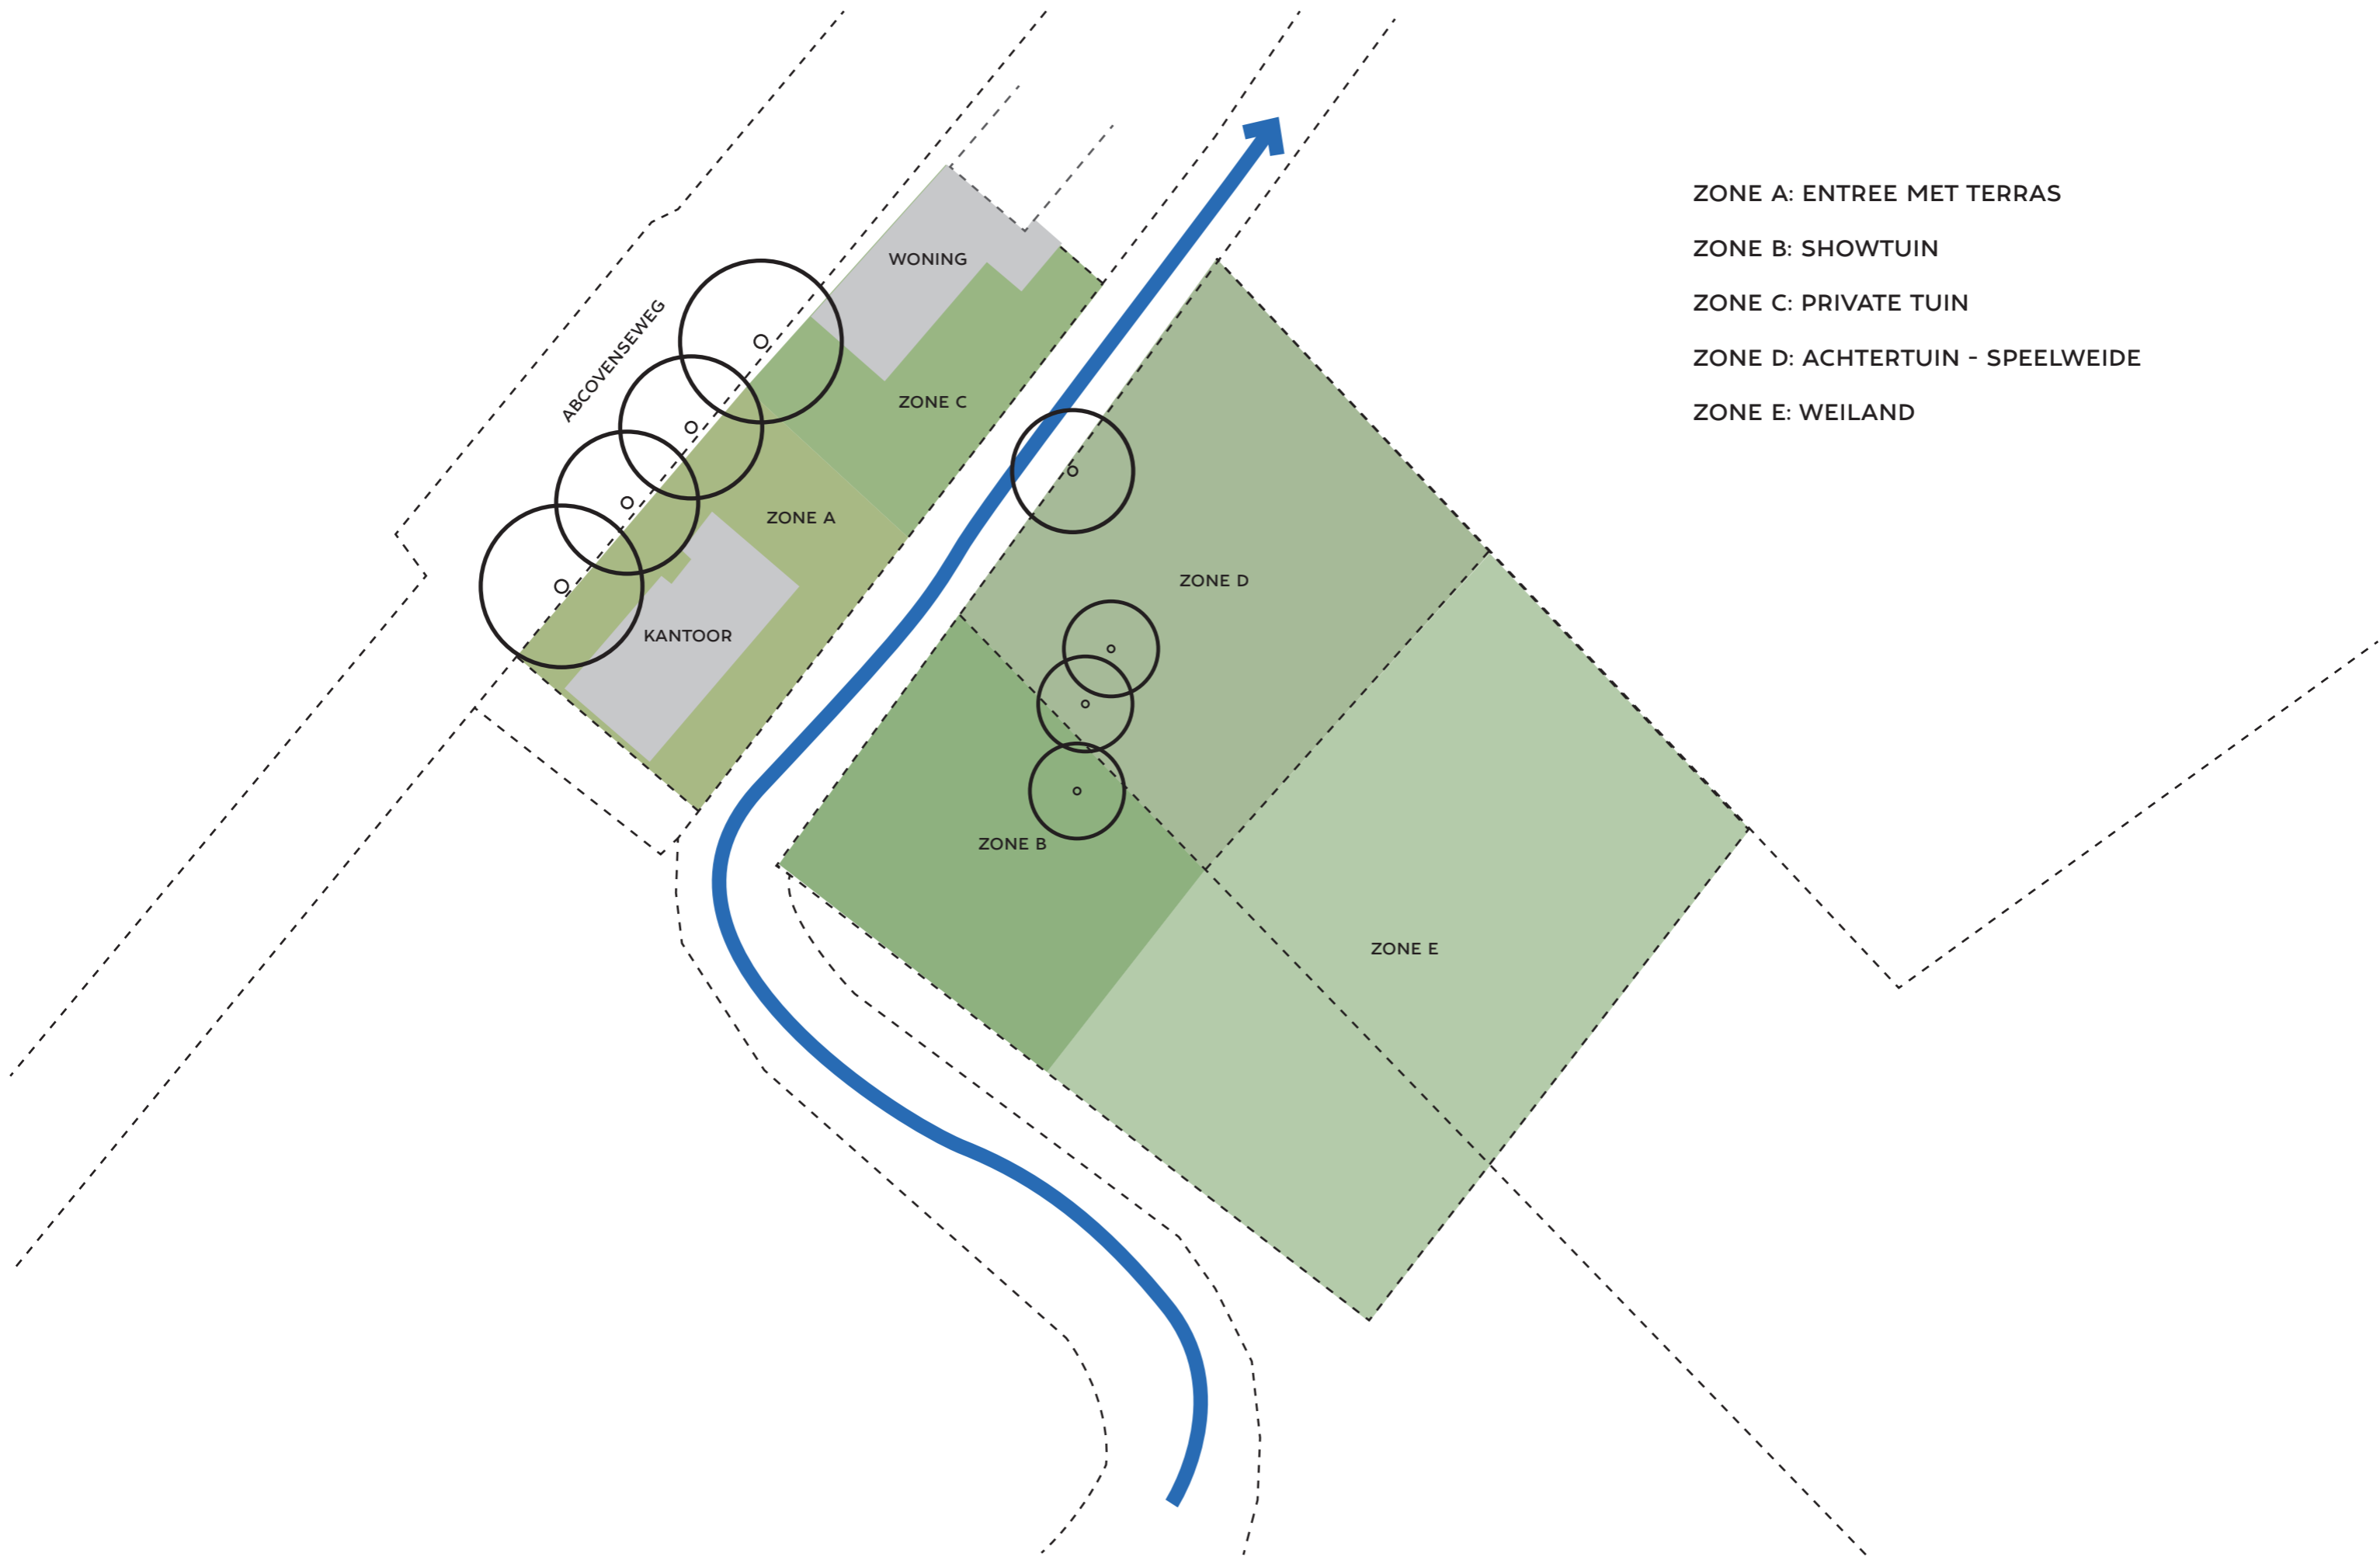 WONING
ABCOVENSEWEG
ZONE C
ZONE A
KANTOOR
ZONE D
ZONE B
ZONE E
ZONE A: ENTREE MET TERRAS
ZONE B: SHOWTUIN
ZONE C: PRIVATE TUIN
ZONE D: ACHTERTUIN - SPEELWEIDE
ZONE E: WEILAND